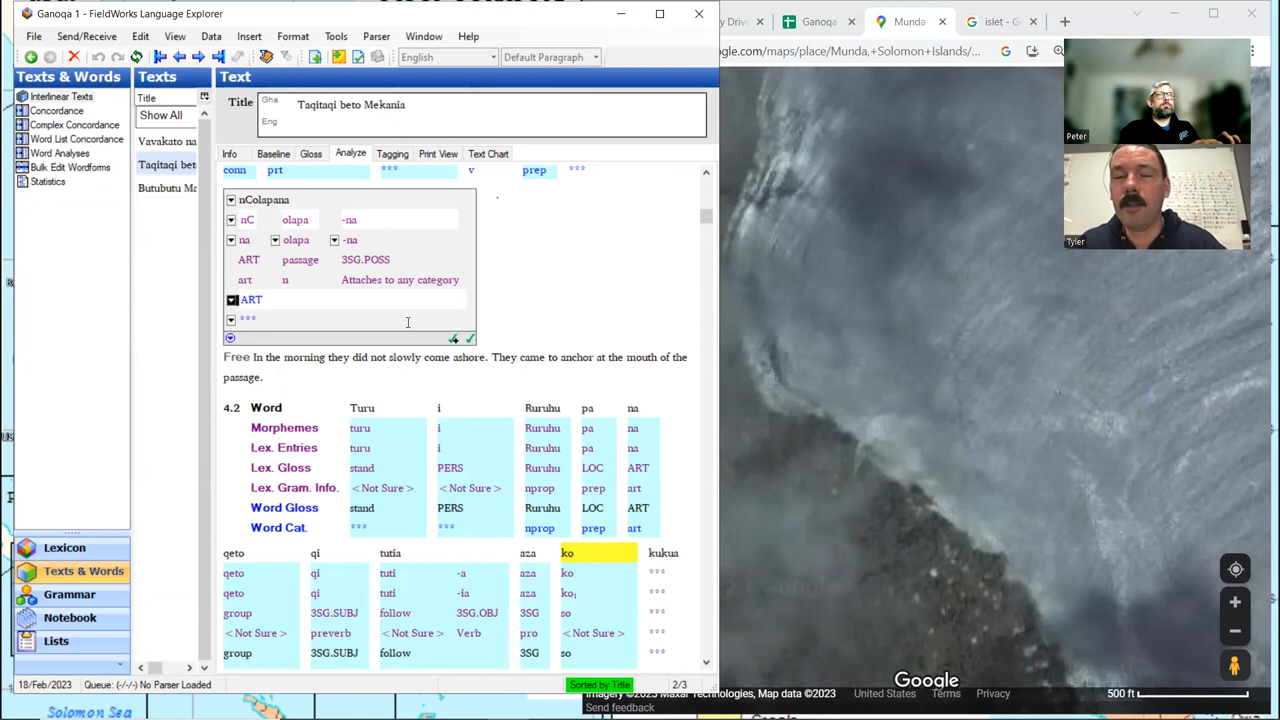 Ganoqa 1 - FieldWorks Language Explorer
File Send/Receive Edit View Data Insert Format Tools Parser Window Help
English Default Paragraph
Texts & Words
Interlinear Texts
Concordance
Complex Concordance
Word List Concordance
Word Analyses
Bulk Edit Wordforms
Statistics
Lexicon
Texts & Words
Grammar
Notebook
Lists
Texts
Title
Show All
Vavakato na
Taqitaqi bet
Butubutu Ma
Text
Title Gha Taqitaqi beto Mekania
Eng
Info Baseline Gloss Analyze Tagging Print View Text Chart
conn prt *** v prep ***
nColapana
nC olapa -na
na olapa -na
ART passage 3SG.POSS
art n Attaches to any category
ART
***
Free In the morning they did not slowly come ashore. They came to anchor at the mouth of the
passage.
4.2 Word Turu i Ruruhu pa na
Morphemes turu i Ruruhu pa na
Lex. Entries turu i Ruruhu pa na
Lex. Gloss stand PERS Ruruhu LOC ART
Lex. Gram. Info. <Not Sure> <Not Sure> nprop prep art
Word Gloss stand PERS Ruruhu LOC ART
Word Cat. *** *** nprop prep art
qeto qi tutia aza ko kukua
qeto qi tuti -a aza ko ***
qeto qi tuti -ia aza ko1 ***
group 3SG.SUBJ follow 3SG.OBJ 3SG so ***
<Not Sure> preverb <Not Sure> Verb pro <Not Sure> ***
group 3SG.SUBJ follow 3SG so ***
18/Feb/2023 Queue: (-/-/-) No Parser Loaded Sorted by Title 2/3
Drive Ganoqa Munda islet - G
gle.com/maps/place/Munda,+Solomon+Islands/...
Peter
Tyler
Google
Imagery ©2023 Maxar Technologies, Map data ©2023 United States Terms Privacy 500 ft
Send feedback
Solomon Sea